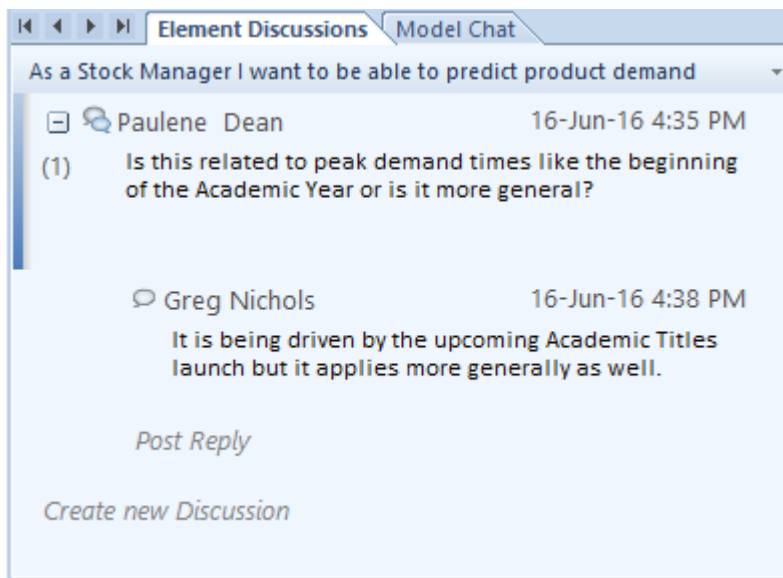 Element Discussions Model Chat
As a Stock Manager I want to be able to predict product demand
Paulene Dean 16-Jun-16 4:35 PM
(1) Is this related to peak demand times like the beginning
of the Academic Year or is it more general?
Greg Nichols 16-Jun-16 4:38 PM
It is being driven by the upcoming Academic Titles
launch but it applies more generally as well.
Post Reply
Create new Discussion